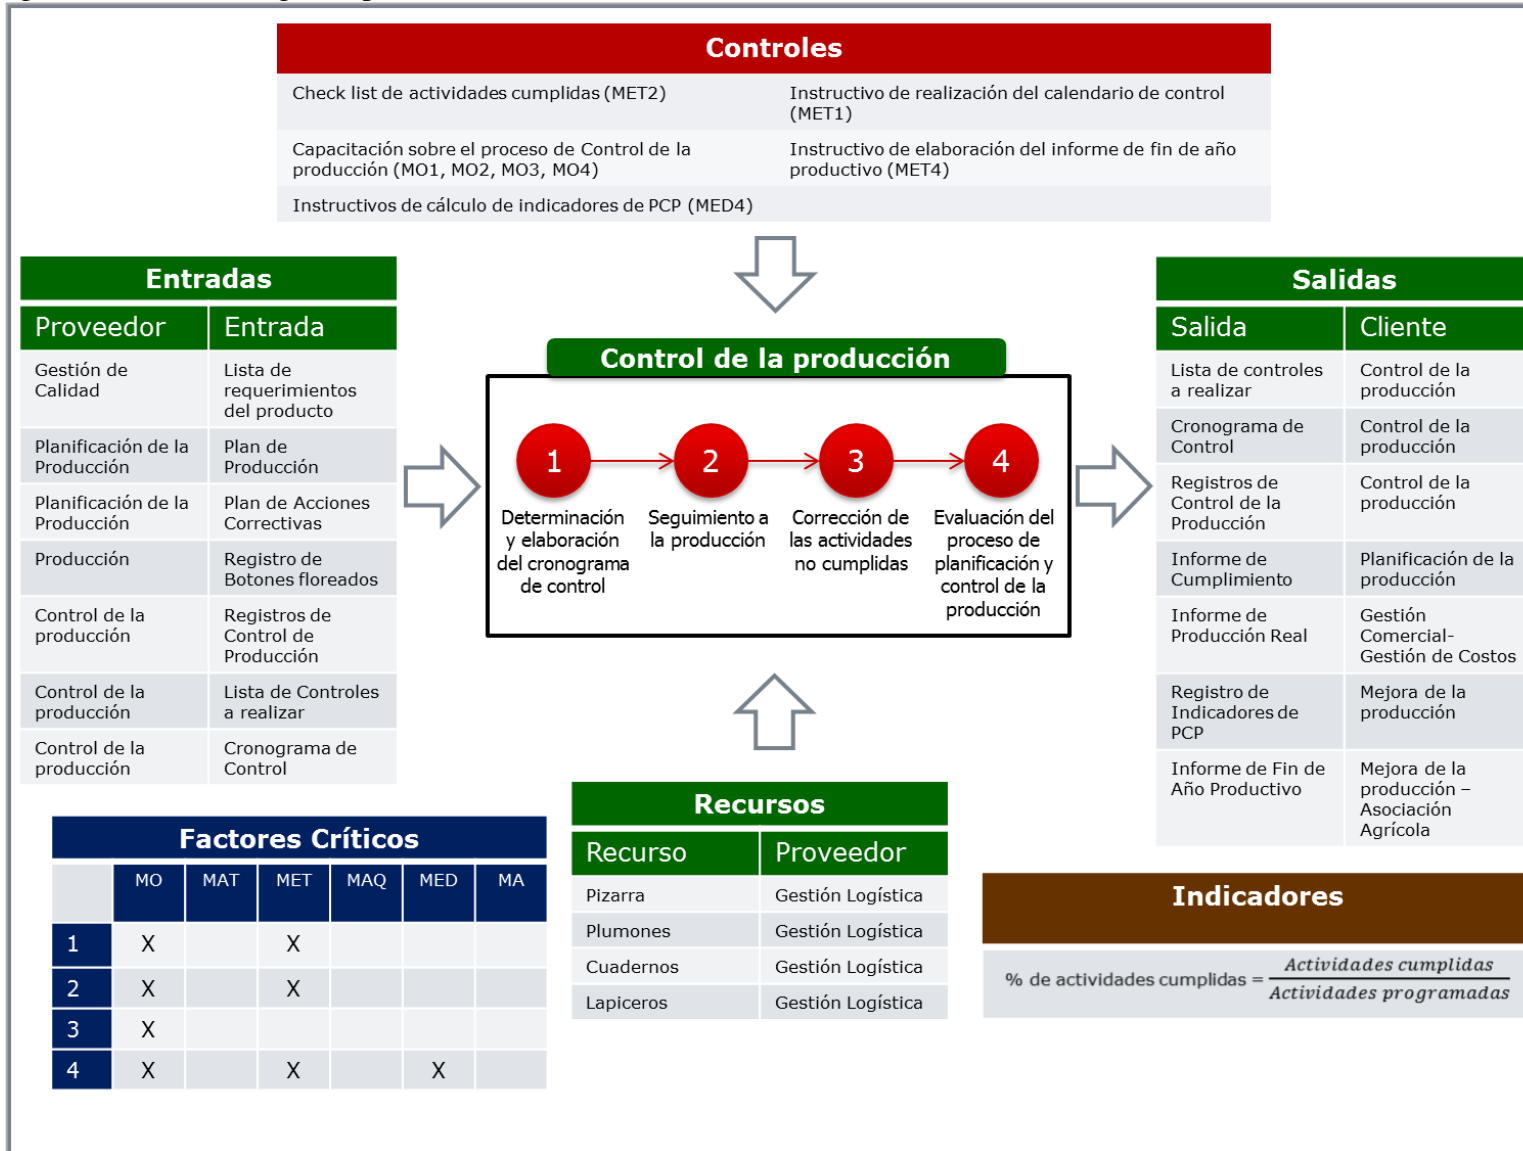 Controles
Check list de actividades cumplidas (MET2)
Instructivo de realización del calendario de control
(MET1)
Capacitación sobre el proceso de Control de la
producción (MO1, MO2, MO3, MO4)
Instructivo de elaboración del informe de fin de año
productivo (MET4)
Instructivos de cálculo de indicadores de PCP (MED4)
Entradas
Proveedor Entrada
Gestión de
Calidad
Lista de
requerimientos
del producto
Planificación de la
Producción
Plan de
Producción
Planificación de la
Producción
Plan de Acciones
Correctivas
Producción
Registro de
Botones floreados
Control de la
producción
Registros de
Control de
Producción
Control de la
producción
Lista de Controles
a realizar
Control de la
producción
Cronograma de
Control
Control de la producción
1
Determinación
y elaboración
del cronograma
de control
2
Seguimiento a
la producción
3
Corrección de
las actividades
no cumplidas
4
Evaluación del
proceso de
planificación y
control de la
producción
Salidas
Salida Cliente
Lista de controles
a realizar
Control de la
producción
Cronograma de
Control
Control de la
producción
Registros de
Control de la
Producción
Control de la
producción
Informe de
Cumplimiento
Planificación de la
producción
Informe de
Producción Real
Gestión
Comercial-
Gestión de Costos
Registro de
Indicadores de
PCP
Mejora de la
producción
Informe de Fin de
Año Productivo
Mejora de la
producción –
Asociación
Agrícola
Factores Críticos
MO MAT MET MAQ MED MA
1 X X
2 X X
3 X
4 X X X
Recursos
Recurso Proveedor
Pizarra Gestión Logística
Plumones Gestión Logística
Cuadernos Gestión Logística
Lapiceros Gestión Logística
Indicadores
% de actividades cumplidas = Actividades cumplidas
Actividades programadas